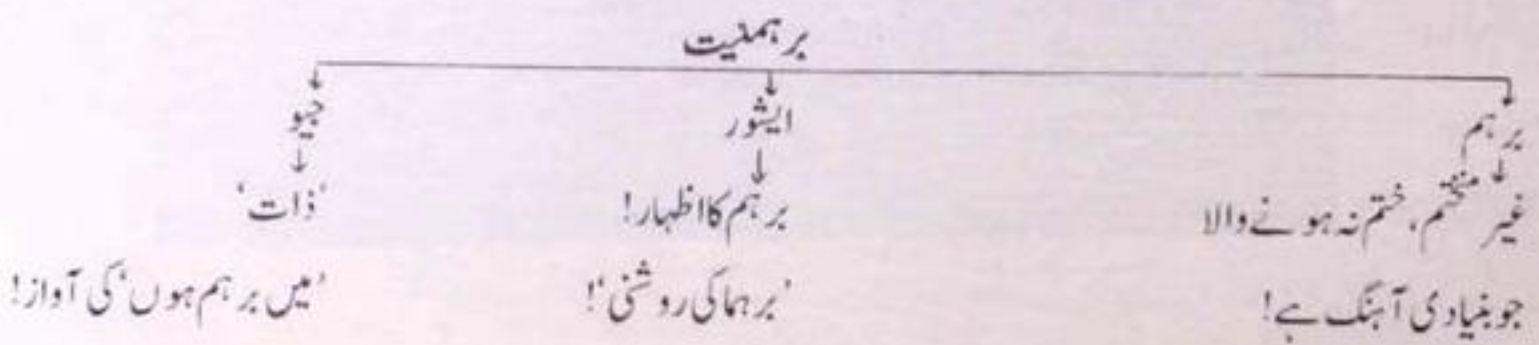 برہمنیت
برہم ایشور جیو
غیر مختتم، ختم نہ ہونے والا برہم کا اظہار! 'ذات'
جو بنیادی آہنگ ہے! 'برہما کی روشنی'! 'میں برہم ہوں' کی آواز!